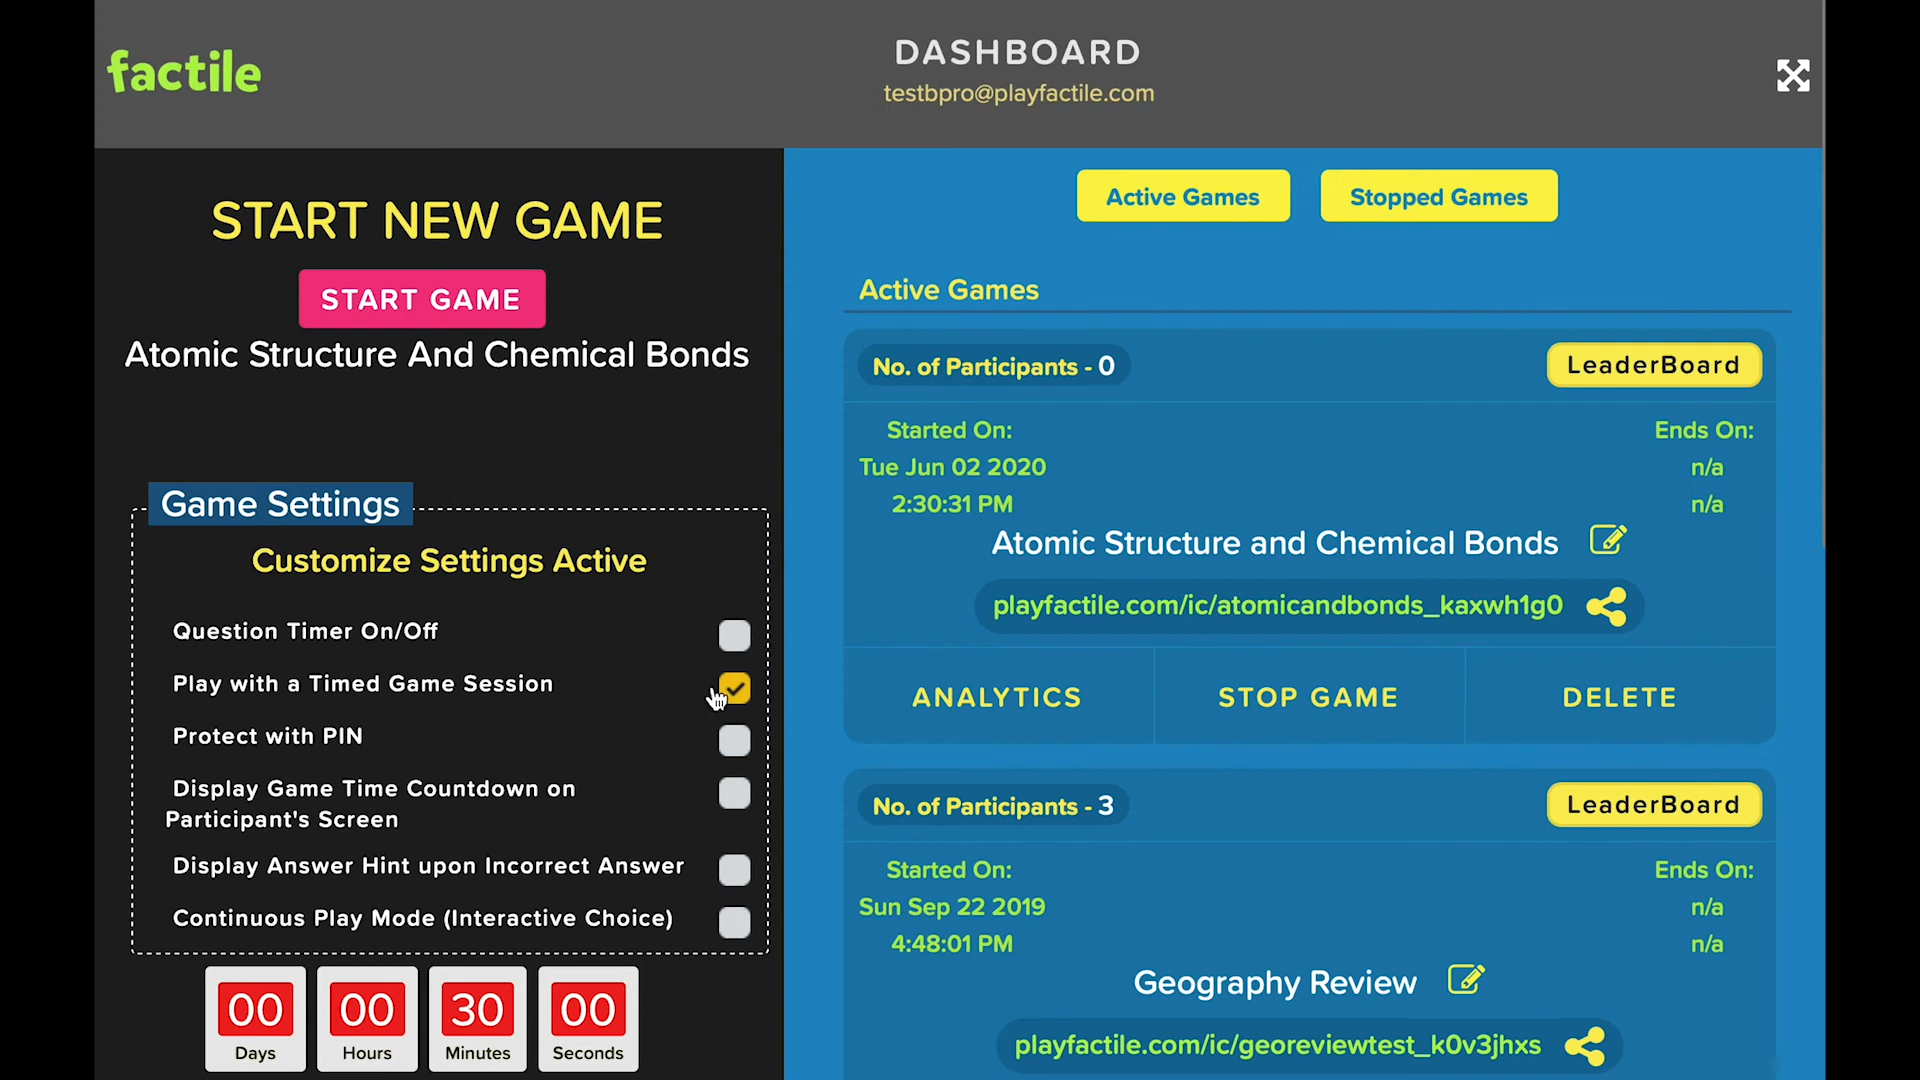 factile
DASHBOARD
testbpro@playfactile.com
START NEW GAME
START GAME
Atomic Structure And Chemical Bonds
Game Settings
Customize Settings Active
Question Timer On/Off
Play with a Timed Game Session
Protect with PIN
Display Game Time Countdown on
Participant's Screen
Display Answer Hint upon Incorrect Answer
Continuous Play Mode (Interactive Choice)
00 00 30 00
Days Hours Minutes Seconds
Active Games Stopped Games
Active Games
No. of Participants - 0 LeaderBoard
Started On: Ends On:
Tue Jun 02 2020 n/a
2:30:31 PM n/a
Atomic Structure and Chemical Bonds
playfactile.com/ic/atomicandbonds_kaxwh1g0
ANALYTICS STOP GAME DELETE
No. of Participants - 3 LeaderBoard
Started On: Ends On:
Sun Sep 22 2019 n/a
4:48:01 PM n/a
Geography Review
playfactile.com/ic/georeviewtest_k0v3jhxs